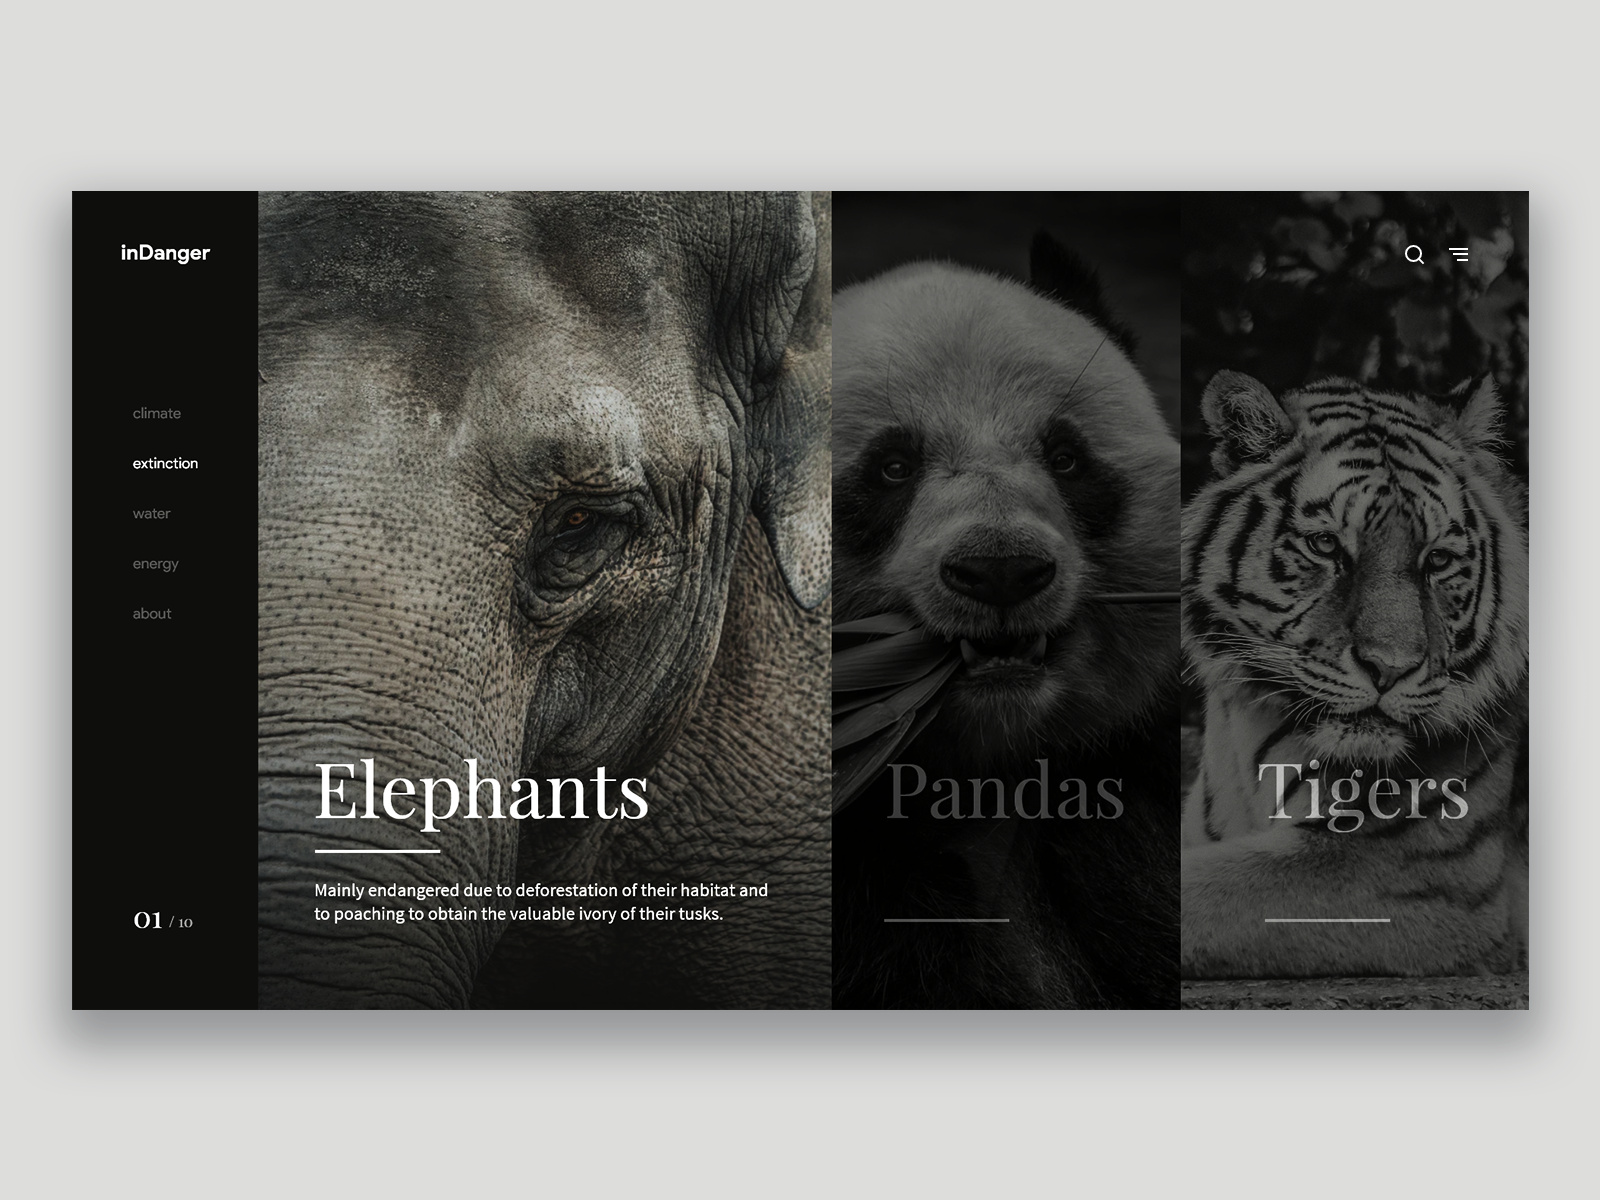 inDanger
climate
extinction
water
energy
about
01 / 10
Elephants
Mainly endangered due to deforestation of their habitat and
to poaching to obtain the valuable ivory of their tusks.
Pandas
Tigers